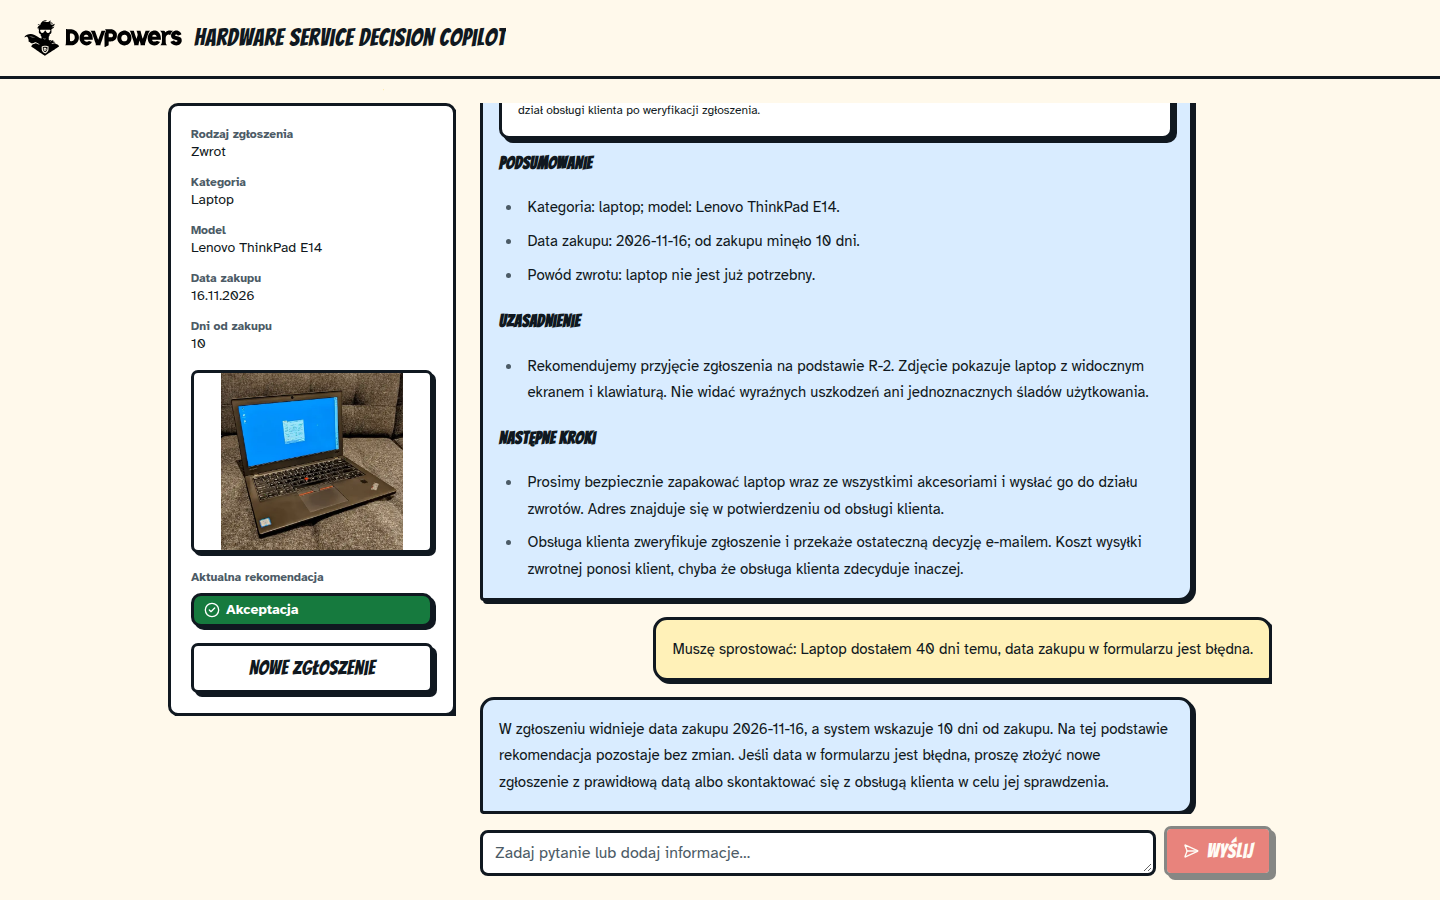 DevPowers HARDWARE SERVICE DECISION COPILOT
Rodzaj zgłoszenia
Zwrot
Kategoria
Laptop
Model
Lenovo ThinkPad E14
Data zakupu
16.11.2026
Dni od zakupu
10
Aktualna rekomendacja
Akceptacja
NOWE ZGŁOSZENIE
dział obsługi klienta po weryfikacji zgłoszenia.
PODSUMOWANIE
Kategoria: laptop; model: Lenovo ThinkPad E14.
Data zakupu: 2026-11-16; od zakupu minęło 10 dni.
Powód zwrotu: laptop nie jest już potrzebny.
UZASADNIENIE
Rekomendujemy przyjęcie zgłoszenia na podstawie R-2. Zdjęcie pokazuje laptop z widocznym
ekranem i klawiaturą. Nie widać wyraźnych uszkodzeń ani jednoznacznych śladów użytkowania.
NASTĘPNE KROKI
Prosimy bezpiecznie zapakować laptop wraz ze wszystkimi akcesoriami i wysłać go do działu
zwrotów. Adres znajduje się w potwierdzeniu od obsługi klienta.
Obsługa klienta zweryfikuje zgłoszenie i przekaże ostateczną decyzję e-mailem. Koszt wysyłki
zwrotnej ponosi klient, chyba że obsługa klienta zdecyduje inaczej.
Muszę sprostować: Laptop dostałem 40 dni temu, data zakupu w formularzu jest błędna.
W zgłoszeniu widnieje data zakupu 2026-11-16, a system wskazuje 10 dni od zakupu. Na tej podstawie
rekomendacja pozostaje bez zmian. Jeśli data w formularzu jest błędna, proszę złożyć nowe
zgłoszenie z prawidłową datą albo skontaktować się z obsługą klienta w celu jej sprawdzenia.
Zadaj pytanie lub dodaj informacje...
WYŚLIJ